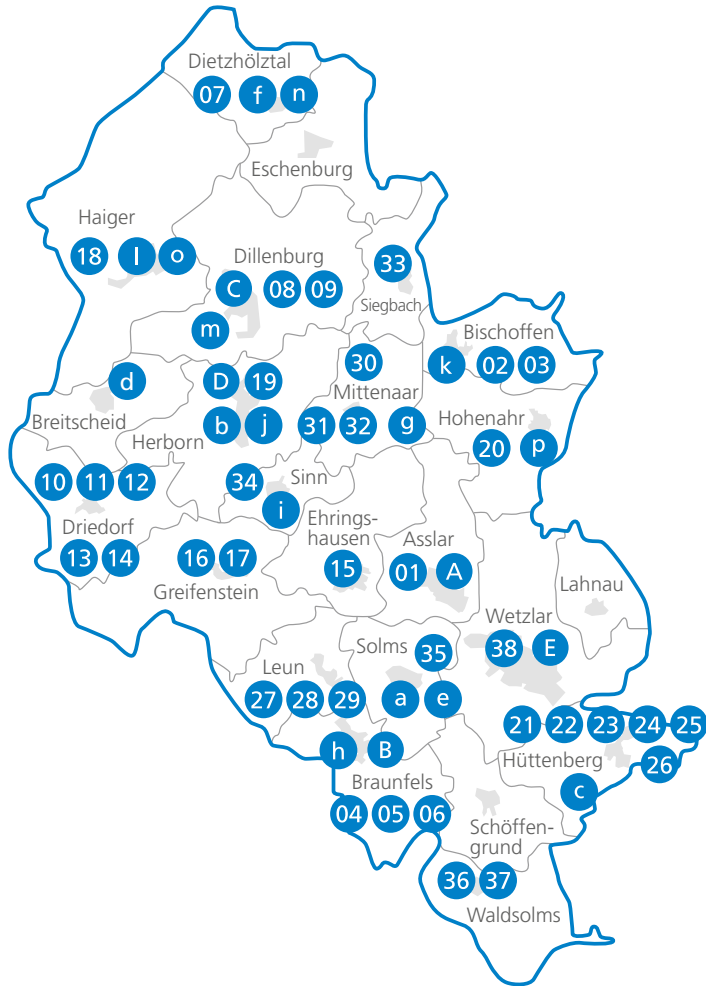 Dietzhölztal
07 f n
Eschenburg
Haiger
18 l o
Dillenburg
C 08 09
m
33
Siegbach
Bischoffen
k 02 03
d
Breitscheid
D 19
b j
Herborn
30
Mittenaar
31 32 g
Hohenahr
20 p
10 11 12
Driedorf
13 14
34 Sinn
i
16 17
Greifenstein
Ehrings-
hausen
15
Asslar
01 A
Lahnau
Wetzlar
38 E
Solms 35
a e
Leun
27 28 29
h B
Braunfels
04 05 06
21 22 23 24 25
Hüttenberg 26
c
Schöffen-
grund
36 37
Waldsolms